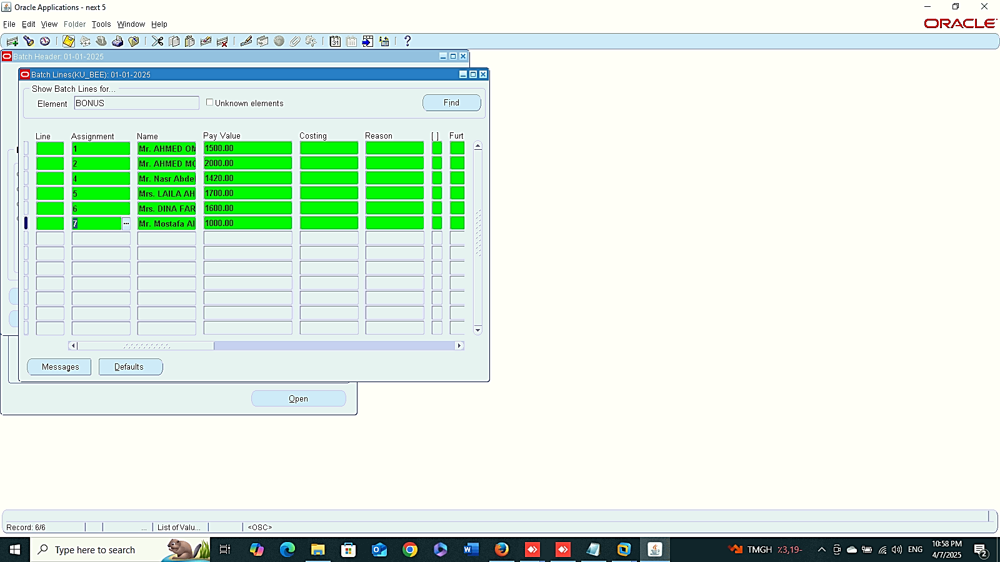 Oracle Applications - next 5
File Edit View Folder Tools Window Help
ORACLE
Batch Header: 01-01-2025
Batch Lines(KU_BEE): 01-01-2025
Show Batch Lines for...
Element BONUS Unknown elements Find
Line Assignment Name Pay Value Costing Reason [ ] Furt
1 Mr. AHMED OM 1500.00
2 Mr. AHMED MO 2000.00
4 Mr. Nasr Abdel 1420.00
5 Mrs. LAILA AH 1700.00
6 Mrs. DINA FAR 1600.00
7 ... Mr. Mostafa Al 1000.00
Messages Defaults
Open
Record: 6/6 ... List of Valu... <OSC>
Type here to search
TMGH ٪3,19- ENG
10:58 PM
4/7/2025
2